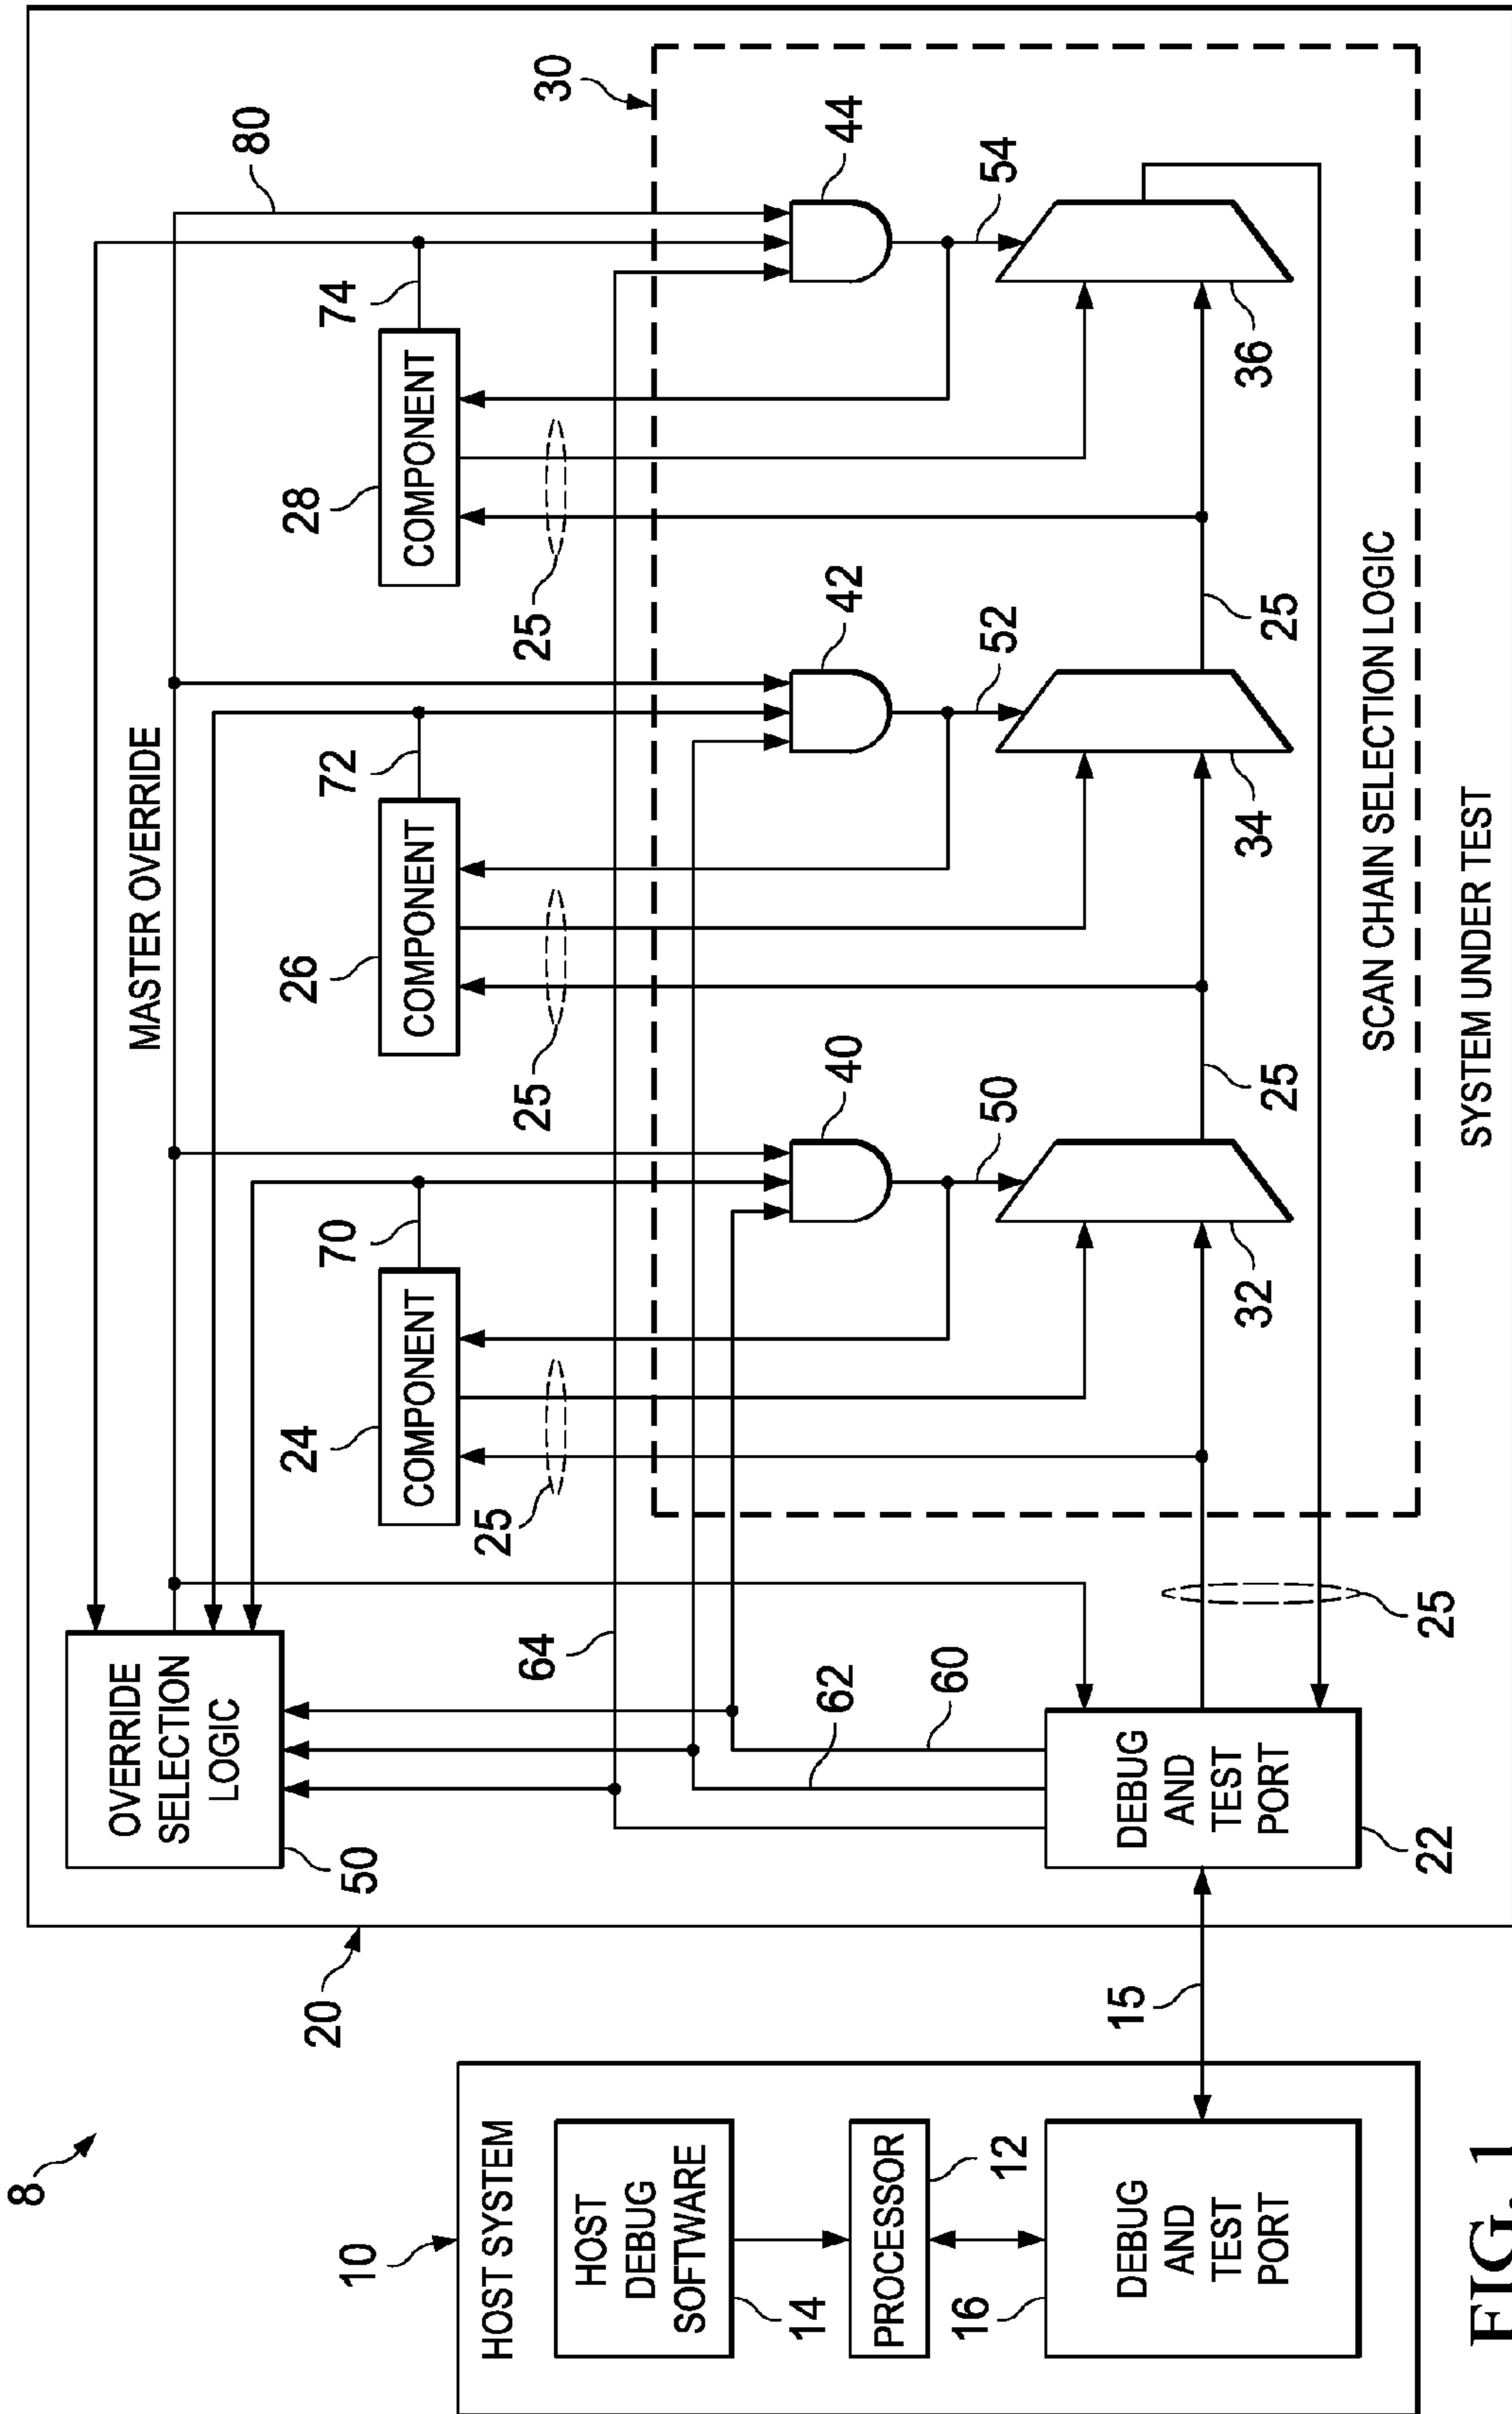 8
10
HOST SYSTEM
HOST
DEBUG
SOFTWARE
14
PROCESSOR
12
16
DEBUG
AND
TEST
PORT
15
20
OVERRIDE
SELECTION
LOGIC
50
64
62
60
DEBUG
AND
TEST
PORT
22
25
MASTER OVERRIDE
80
24
COMPONENT
70
25
26
COMPONENT
72
25
28
COMPONENT
74
25
30
40
50
32
25
42
52
34
25
44
54
36
SCAN CHAIN SELECTION LOGIC
SYSTEM UNDER TEST
FIG. 1